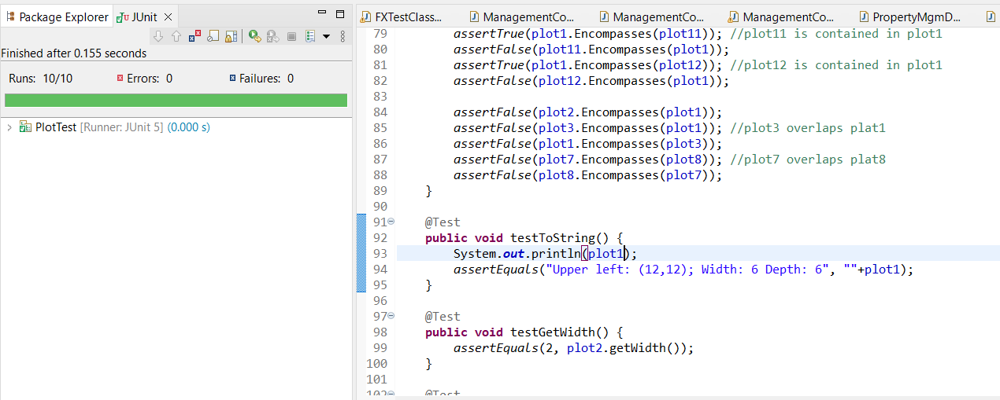 Package Explorer JUnit
FXTestClass... ManagementCo... ManagementCo... ManagementCo... PropertyMgmD...
Finished after 0.155 seconds
Runs: 10/10 Errors: 0 Failures: 0
PlotTest [Runner: JUnit 5] (0.000 s)
79 assertTrue(plot1.Encompasses(plot11)); //plot11 is contained in plot1
80 assertFalse(plot11.Encompasses(plot1));
81 assertTrue(plot1.Encompasses(plot12)); //plot12 is contained in plot1
82 assertFalse(plot12.Encompasses(plot1));
83
84 assertFalse(plot2.Encompasses(plot1));
85 assertFalse(plot3.Encompasses(plot1)); //plot3 overlaps plat1
86 assertFalse(plot1.Encompasses(plot3));
87 assertFalse(plot7.Encompasses(plot8)); //plot7 overlaps plat8
88 assertFalse(plot8.Encompasses(plot7));
89 }
90
91 @Test
92 public void testToString() {
93 System.out.println(plot1);
94 assertEquals("Upper left: (12,12); Width: 6 Depth: 6", ""+plot1);
95 }
96
97 @Test
98 public void testGetWidth() {
99 assertEquals(2, plot2.getWidth());
100 }
101
102 @Test